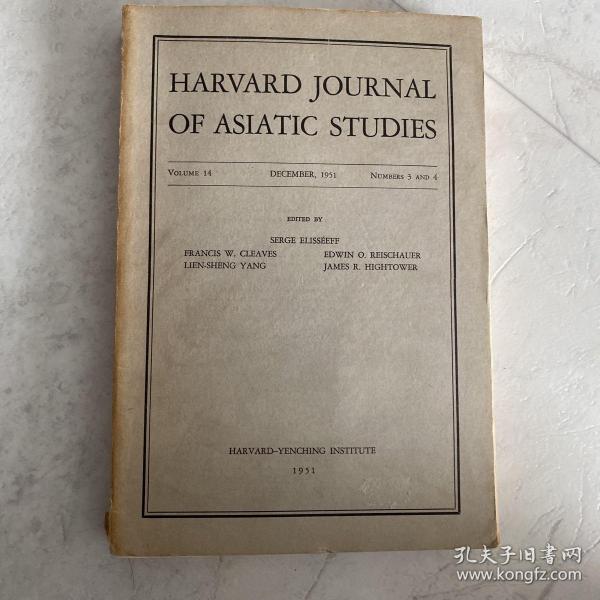 HARVARD JOURNAL
OF ASIATIC STUDIES
VOLUME 14 DECEMBER, 1951 NUMBERS 3 AND 4
EDITED BY
SERGE ELISSÉEFF
FRANCIS W. CLEAVES EDWIN O. REISCHAUER
LIEN-SHENG YANG JAMES R. HIGHTOWER
HARVARD-YENCHING INSTITUTE
1951
孔夫子旧书网
www.kongfz.com